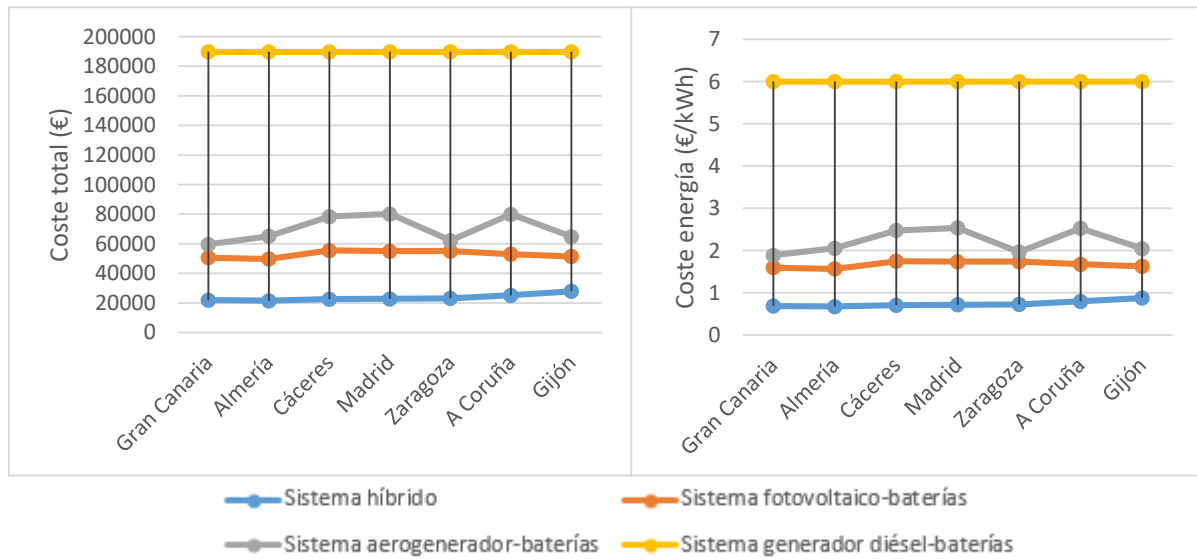 Coste total (€)
200000
180000
160000
140000
120000
100000
80000
60000
40000
20000
0
Gran Canaria
Almería
Cáceres
Madrid
Zaragoza
A Coruña
Gijón
Coste energía (€/kWh)
7
6
5
4
3
2
1
0
Gran Canaria
Almería
Cáceres
Madrid
Zaragoza
A Coruña
Gijón
Sistema híbrido
Sistema fotovoltaico-baterías
Sistema aerogenerador-baterías
Sistema generador diésel-baterías